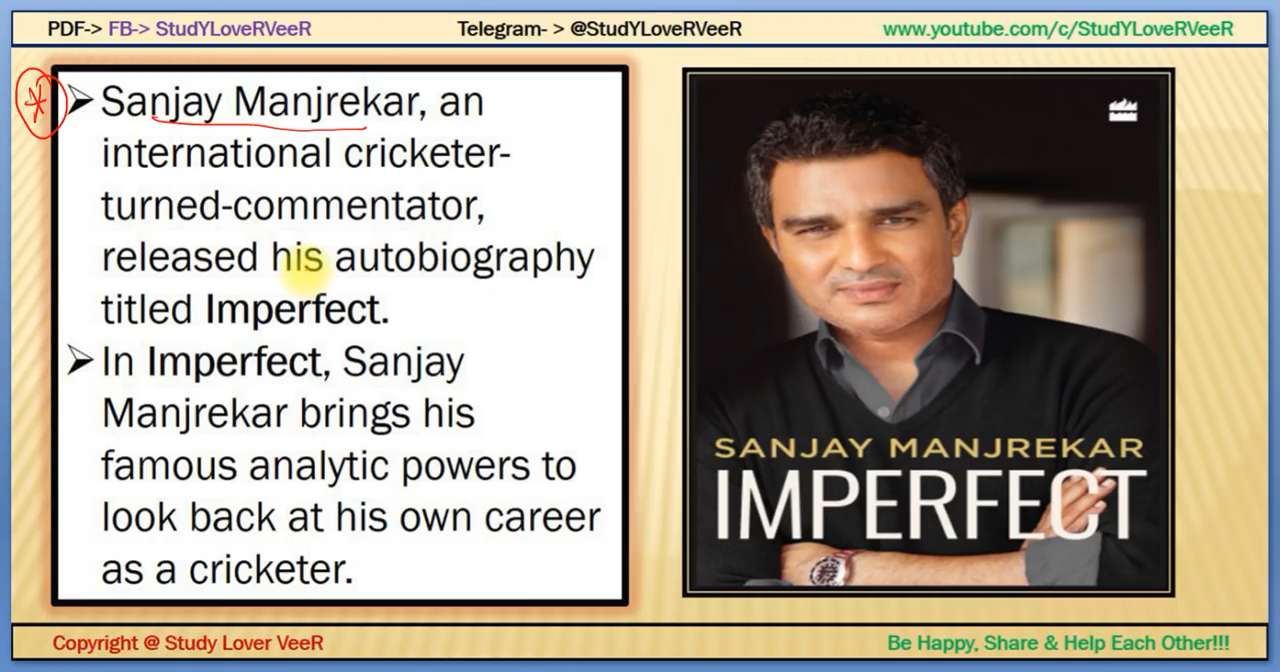 PDF-> FB-> StudYLoveRVeeR
Telegram- > @StudYLoveRVeeR
www.youtube.com/c/StudYLoveRVeeR
➢ Sanjay Manjrekar, an
international cricketer-
turned-commentator,
released his autobiography
titled Imperfect.
➢ In Imperfect, Sanjay
Manjrekar brings his
famous analytic powers to
look back at his own career
as a cricketer.
SANJAY MANJREKAR
IMPERFECT
Copyright @ Study Lover VeeR
Be Happy, Share & Help Each Other!!!